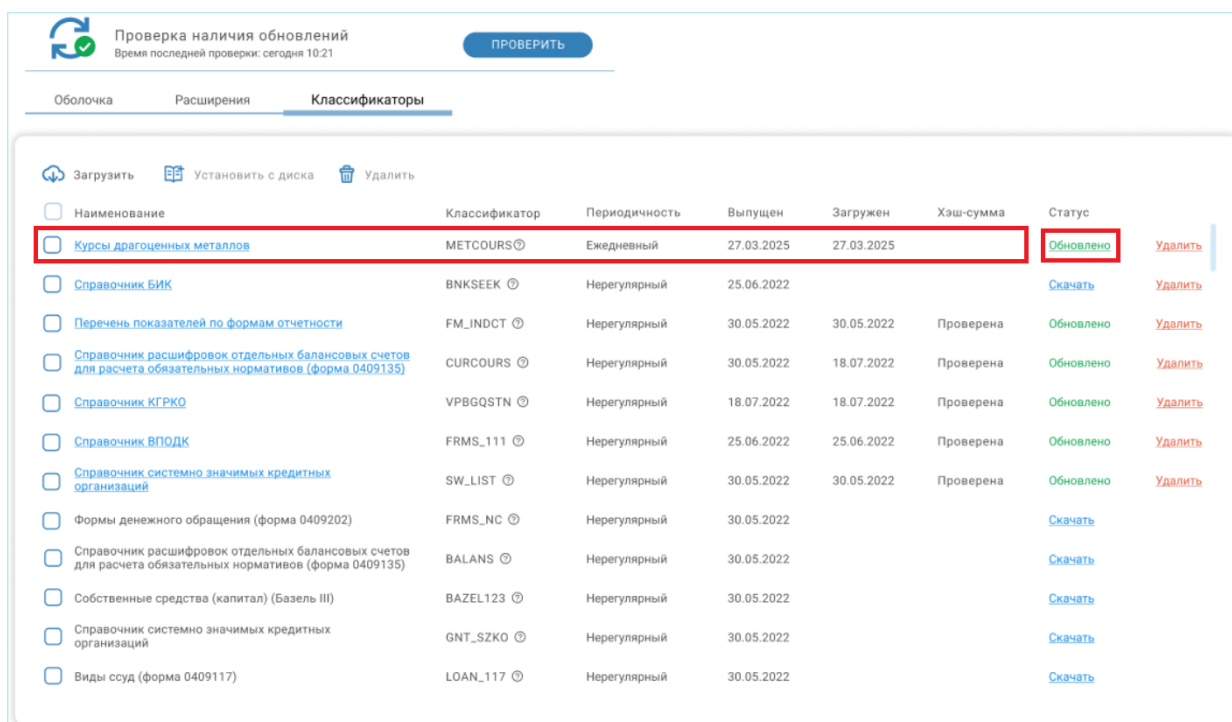 Проверка наличия обновлений
Время последней проверки: сегодня 10:21
ПРОВЕРИТЬ
Оболочка Расширения Классификаторы
Загрузить Установить с диска Удалить
Наименование Классификатор Периодичность Выпущен Загружен Хэш-сумма Статус
Курсы драгоценных металлов METCOURS Ежедневный 27.03.2025 27.03.2025 Обновлено Удалить
Справочник БИК BNKSEEK Нерегулярный 25.06.2022 Скачать Удалить
Перечень показателей по формам отчетности FM_INDCT Нерегулярный 30.05.2022 30.05.2022 Проверена Обновлено Удалить
Справочник расшифровок отдельных балансовых счетов
для расчета обязательных нормативов (форма 0409135) CURCOURS Нерегулярный 30.05.2022 18.07.2022 Проверена Обновлено Удалить
Справочник КГРКО VPBGQSTN Нерегулярный 18.07.2022 18.07.2022 Проверена Обновлено Удалить
Справочник ВПОДК FRMS_111 Нерегулярный 25.06.2022 25.06.2022 Проверена Обновлено Удалить
Справочник системно значимых кредитных
организаций SW_LIST Нерегулярный 30.05.2022 30.05.2022 Проверена Обновлено Удалить
Формы денежного обращения (форма 0409202) FRMS_NC Нерегулярный 30.05.2022 Скачать
Справочник расшифровок отдельных балансовых счетов
для расчета обязательных нормативов (форма 0409135) BALANS Нерегулярный 30.05.2022 Скачать
Собственные средства (капитал) (Базель III) BAZEL123 Нерегулярный 30.05.2022 Скачать
Справочник системно значимых кредитных
организаций GNT_SZKO Нерегулярный 30.05.2022 Скачать
Виды ссуд (форма 0409117) LOAN_117 Нерегулярный 30.05.2022 Скачать